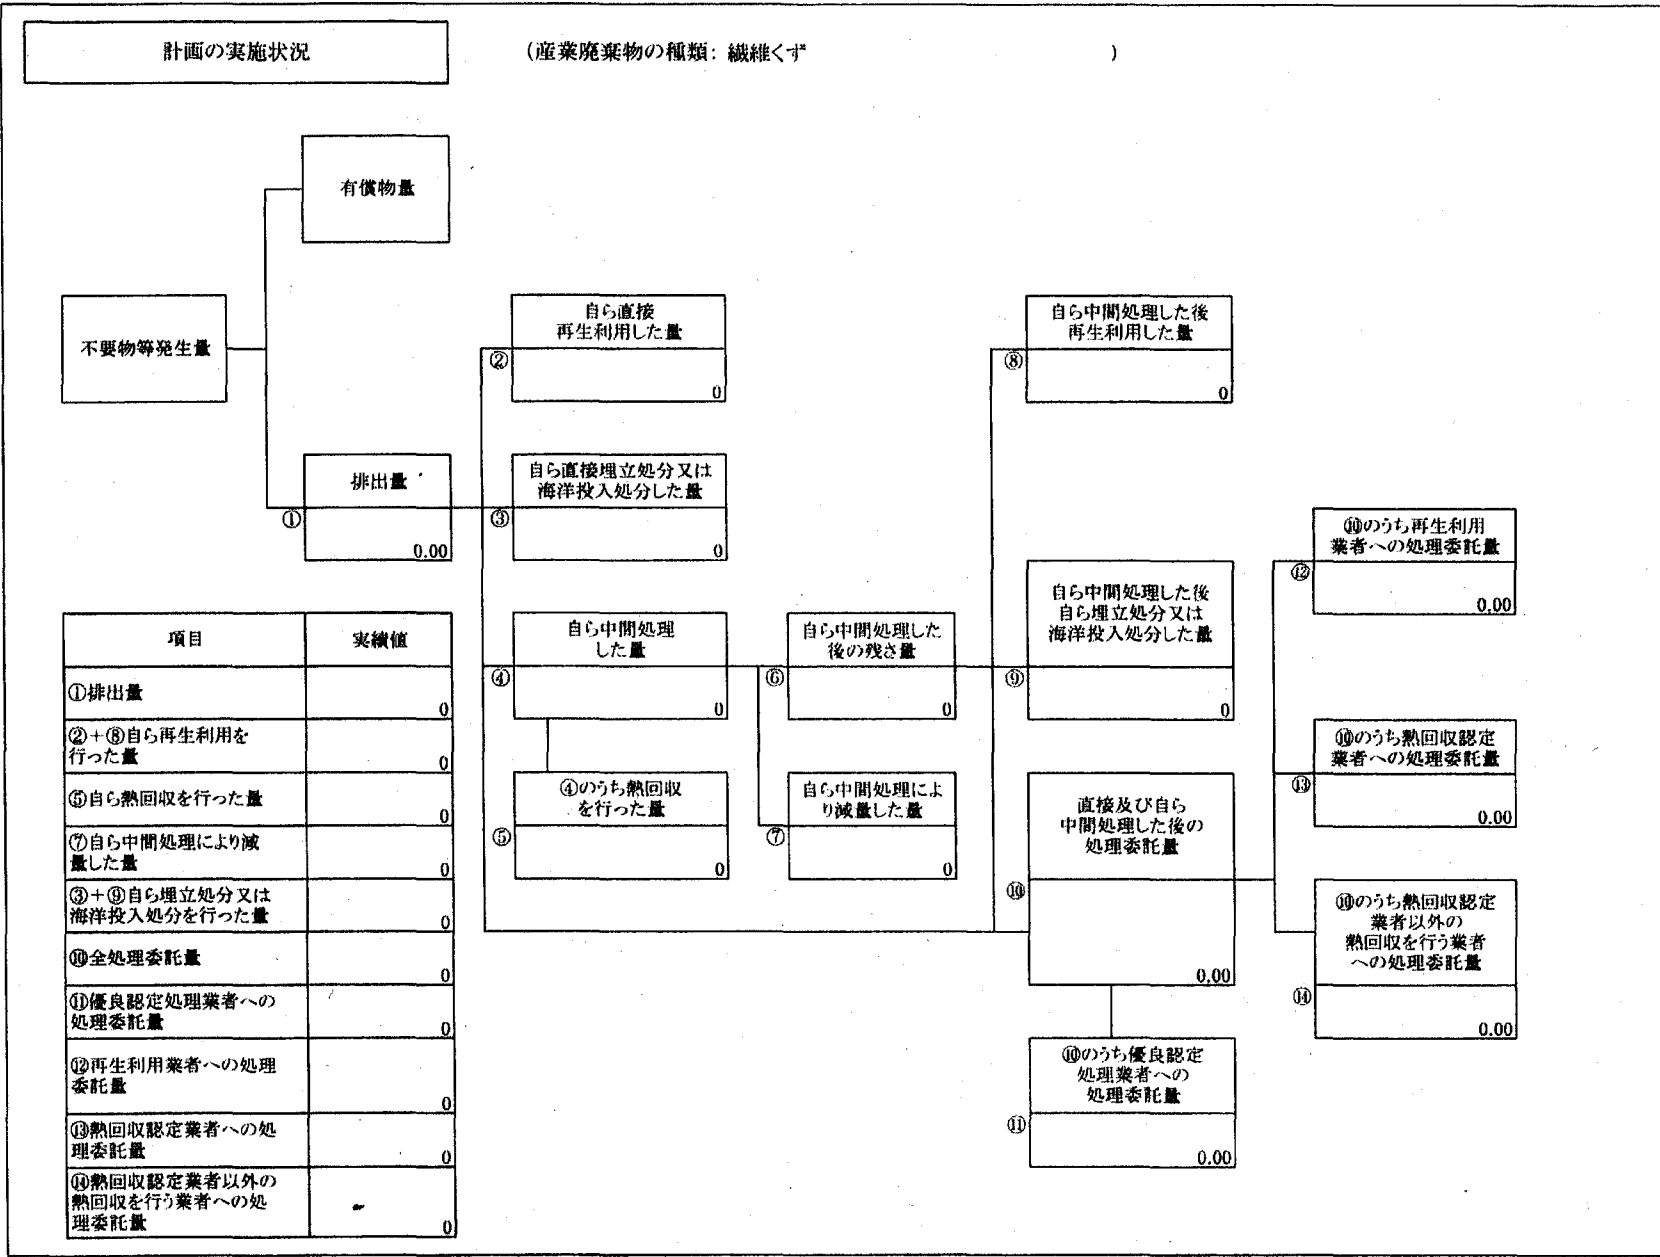 計画の実施状況
（産業廃棄物の種類：繊維くず　）
有償物量
不要物等発生量
排出量
①
0.00
自ら直接
再生利用した量
②
0
自ら直接埋立処分又は
海洋投入処分した量
③
0
自ら中間処理
した量
④
0
④のうち熱回収
を行った量
⑤
0
自ら中間処理した
後の残さ量
⑥
0
自ら中間処理によ
り減量した量
⑦
0
自ら中間処理した後
再生利用した量
⑧
0
自ら中間処理した後
自ら埋立処分又は
海洋投入処分した量
⑨
0
直接及び自ら
中間処理した後の
処理委託量
⑩
0.00
⑩のうち優良認定
処理業者への
処理委託量
⑪
0.00
⑩のうち再生利用
業者への処理委託量
⑫
0.00
⑩のうち熱回収認定
業者への処理委託量
⑬
0.00
⑩のうち熱回収認定
業者以外の
熱回収を行う業者
への処理委託量
⑭
0.00
項目 実績値
①排出量
0
②＋⑧自ら再生利用を
行った量
0
⑤自ら熱回収を行った量
0
⑦自ら中間処理により減
量した量
0
③＋⑨自ら埋立処分又は
海洋投入処分を行った量
0
⑩全処理委託量
0
⑪優良認定処理業者への
処理委託量
0
⑫再生利用業者への処理
委託量
0
⑬熱回収認定業者への処
理委託量
0
⑭熱回収認定業者以外の
熱回収を行う業者への処
理委託量
0